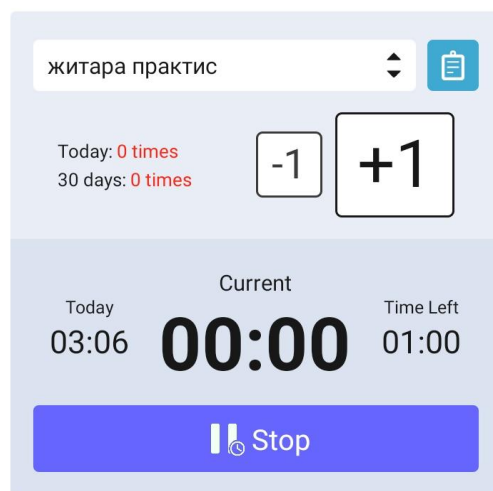 житара практис
Today: 0 times
30 days: 0 times
-1
+1
Current
Today
Time Left
03:06
00:00
01:00
Stop